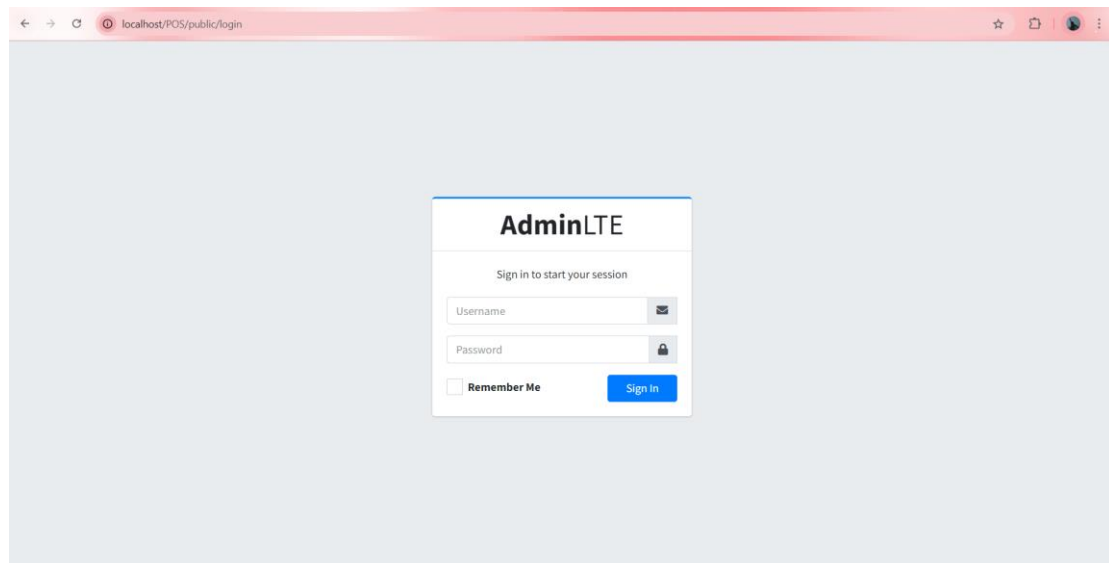 localhost/POS/public/login
AdminLTE
Sign in to start your session
Username
Password
Remember Me
Sign In